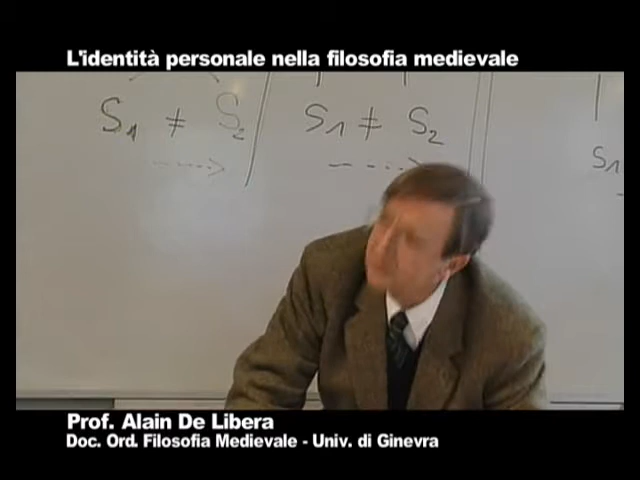 L'identità personale nella filosofia medievale
S₁ ≠ S₂ S₁ ≠ S₂
S₁
Prof. Alain De Libera
Doc. Ord. Filosofia Medievale - Univ. di Ginevra